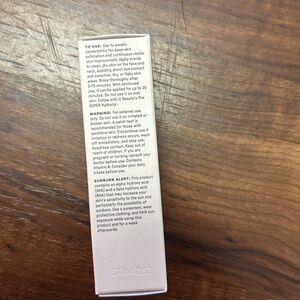 TO USE: Use 1x weekly
consistently for deep-skin
exfoliation and continuous visible
skin improvement. Apply evenly
to clean, dry skin on the face and
neck, avoiding direct eye contact
and sensitive, dry, or flaky skin
areas. Rinse thoroughly after
5-10 minutes. With continued
use, it can be applied for up to 20
minutes. Do not use it on wet
skin. Follow with Beauty's The
SUPER Hydrator.
WARNING: For external use
only. Do not use it on irritated or
broken skin. A patch test is
recommended for those with
sensitive skin. Discontinue use if
irritation or redness occurs; wash
off immediately, and stop use.
Avoid eye contact. Keep out of
reach of children. If you are
pregnant or nursing, consult your
doctor before use. Contains
Vitamin A. Consider your daily
intake before use.
SUNBURN ALERT: This product
contains an alpha hydroxy acid
(AHA) and a beta hydroxy acid
(BHA) that may increase your
skin's sensitivity to the sun and
particularly the possibility of
sunburn. Use a sunscreen, wear
protective clothing, and limit sun
exposure while using this
product and for a week
afterwards.